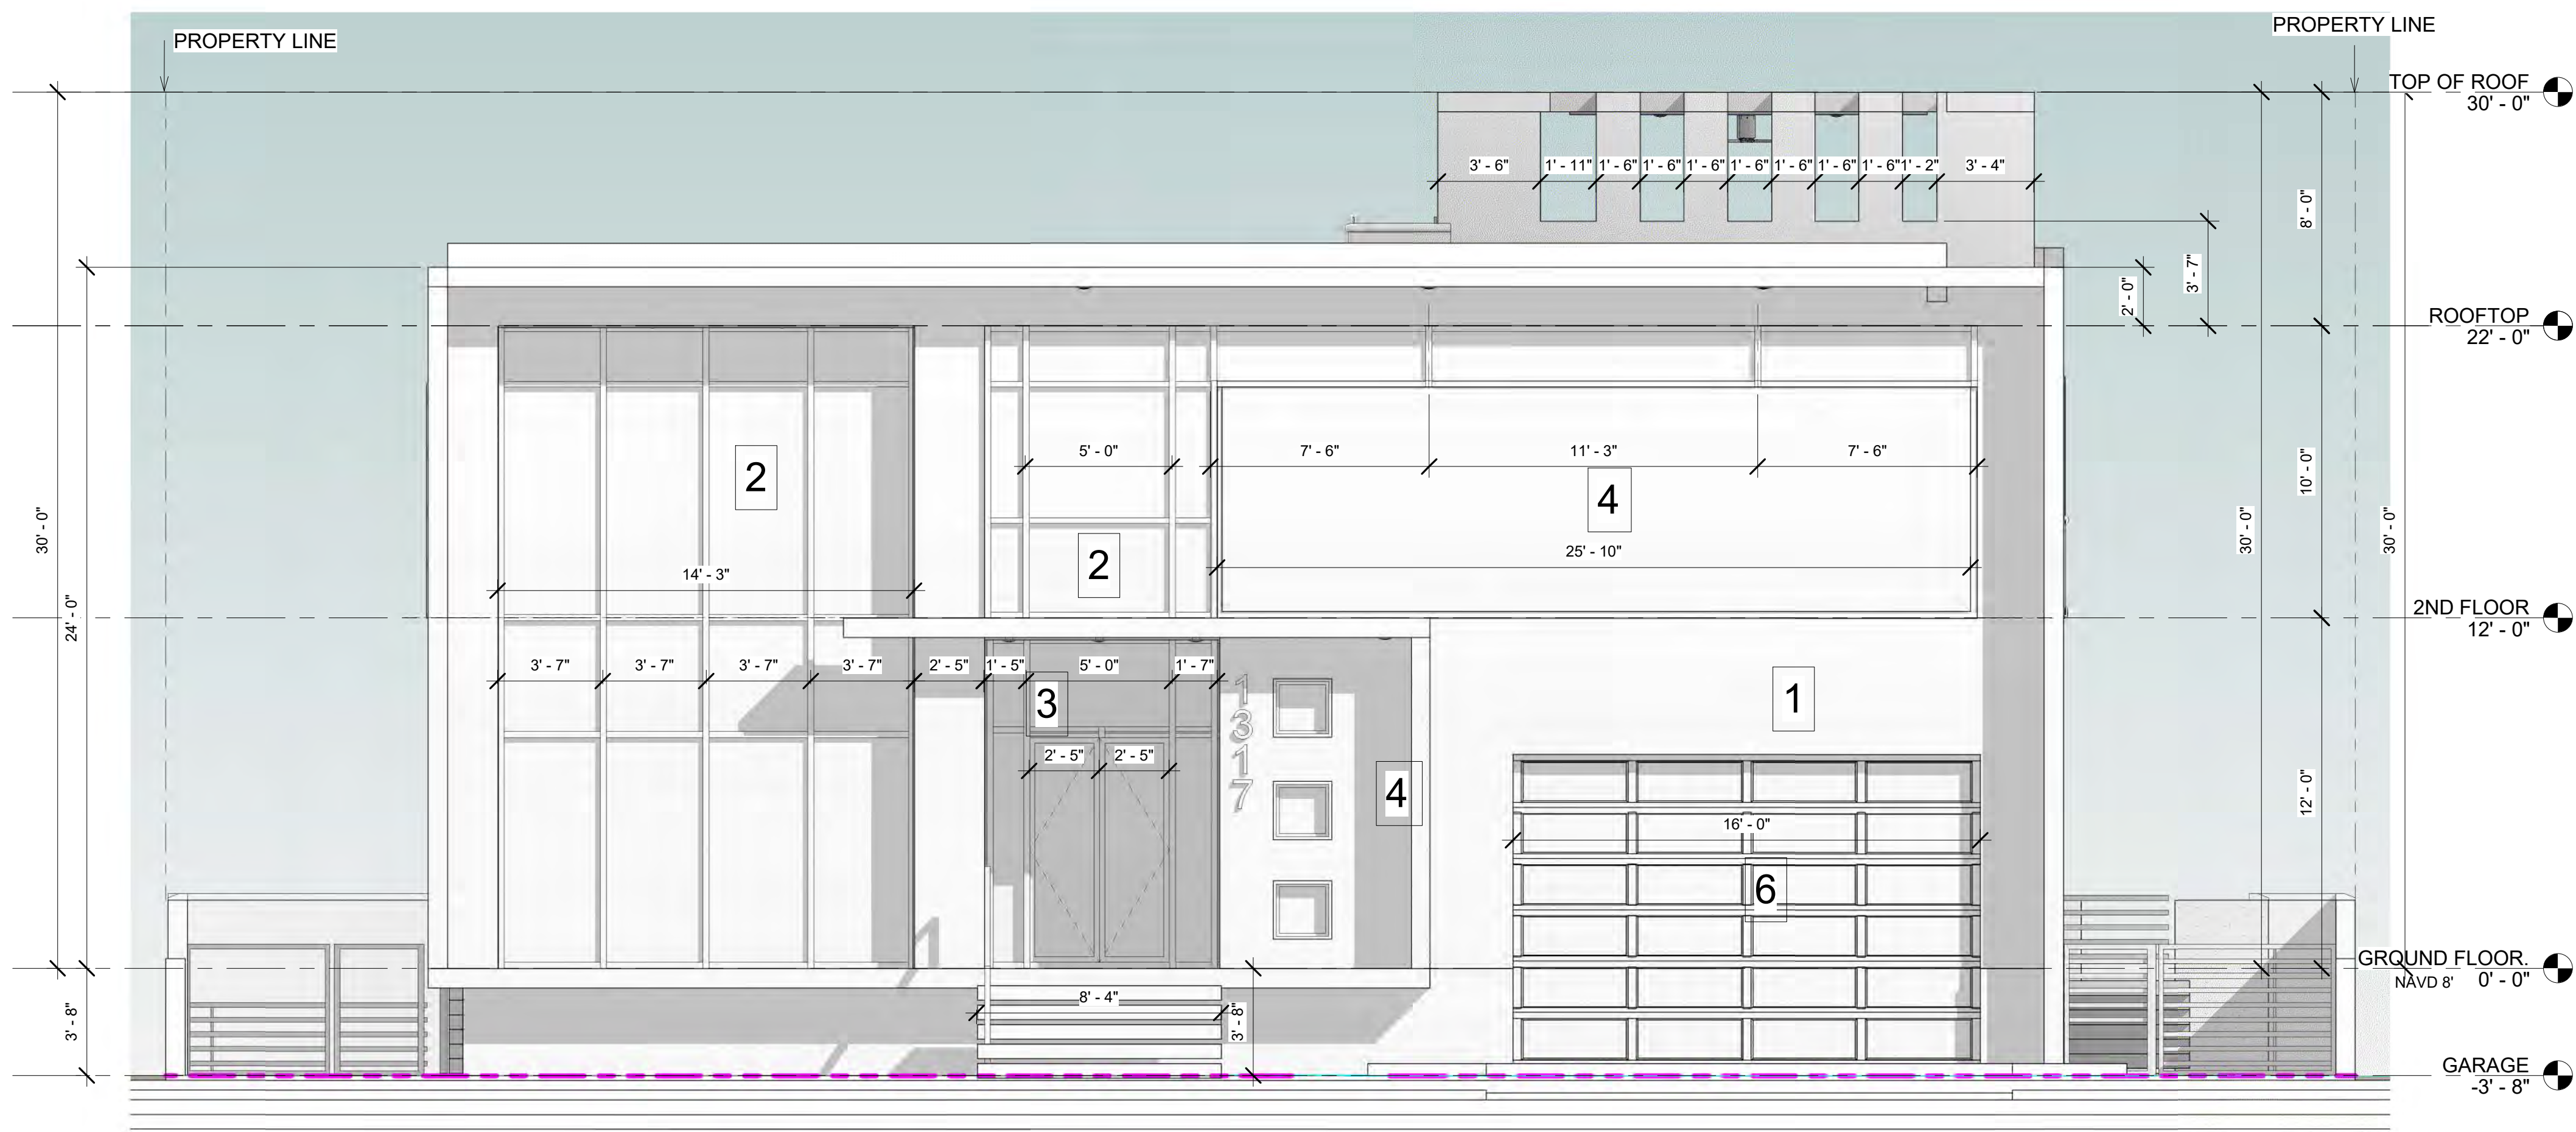 PROPERTY LINE
PROPERTY LINE
TOP OF ROOF
30' - 0"
3' - 6"
1' - 11"
1' - 6"
1' - 6"
1' - 6"
1' - 6"
1' - 6"
1' - 6"
1' - 6"
1' - 2"
3' - 4"
8' - 0"
3' - 7"
2' - 0"
ROOFTOP
22' - 0"
5' - 0"
7' - 6"
11' - 3"
7' - 6"
2
4
10' - 0"
30' - 0"
30' - 0"
30' - 0"
25' - 10"
2
14' - 3"
24' - 0"
2ND FLOOR
12' - 0"
3' - 7"
3' - 7"
3' - 7"
3' - 7"
2' - 5"
1' - 5"
5' - 0"
1' - 7"
3
1
3
1
7
1
2' - 5"
2' - 5"
4
12' - 0"
16' - 0"
6
GROUND FLOOR.
NAVD 8' 0' - 0"
8' - 4"
3' - 8"
3' - 8"
GARAGE
-3' - 8"